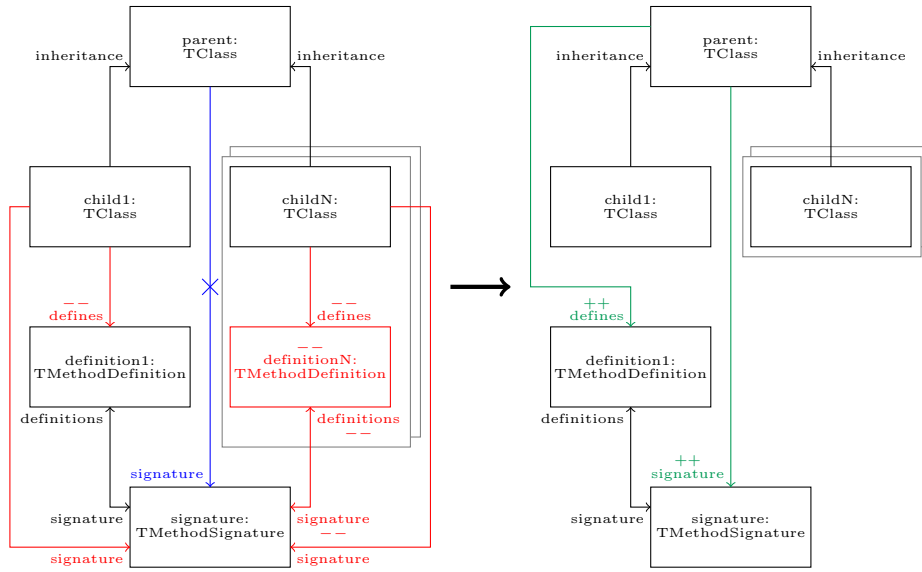 parent:
TClass
inheritance
inheritance
child1:
TClass
childN:
TClass
−−
defines
−−
defines
definition1:
TMethodDefinition
−−
definitionN:
TMethodDefinition
definitions
definitions
−−
signature
signature
signature
−−
signature
signature
signature:
TMethodSignature
parent:
TClass
inheritance
inheritance
child1:
TClass
childN:
TClass
++
defines
definition1:
TMethodDefinition
definitions
++
signature
signature
signature:
TMethodSignature